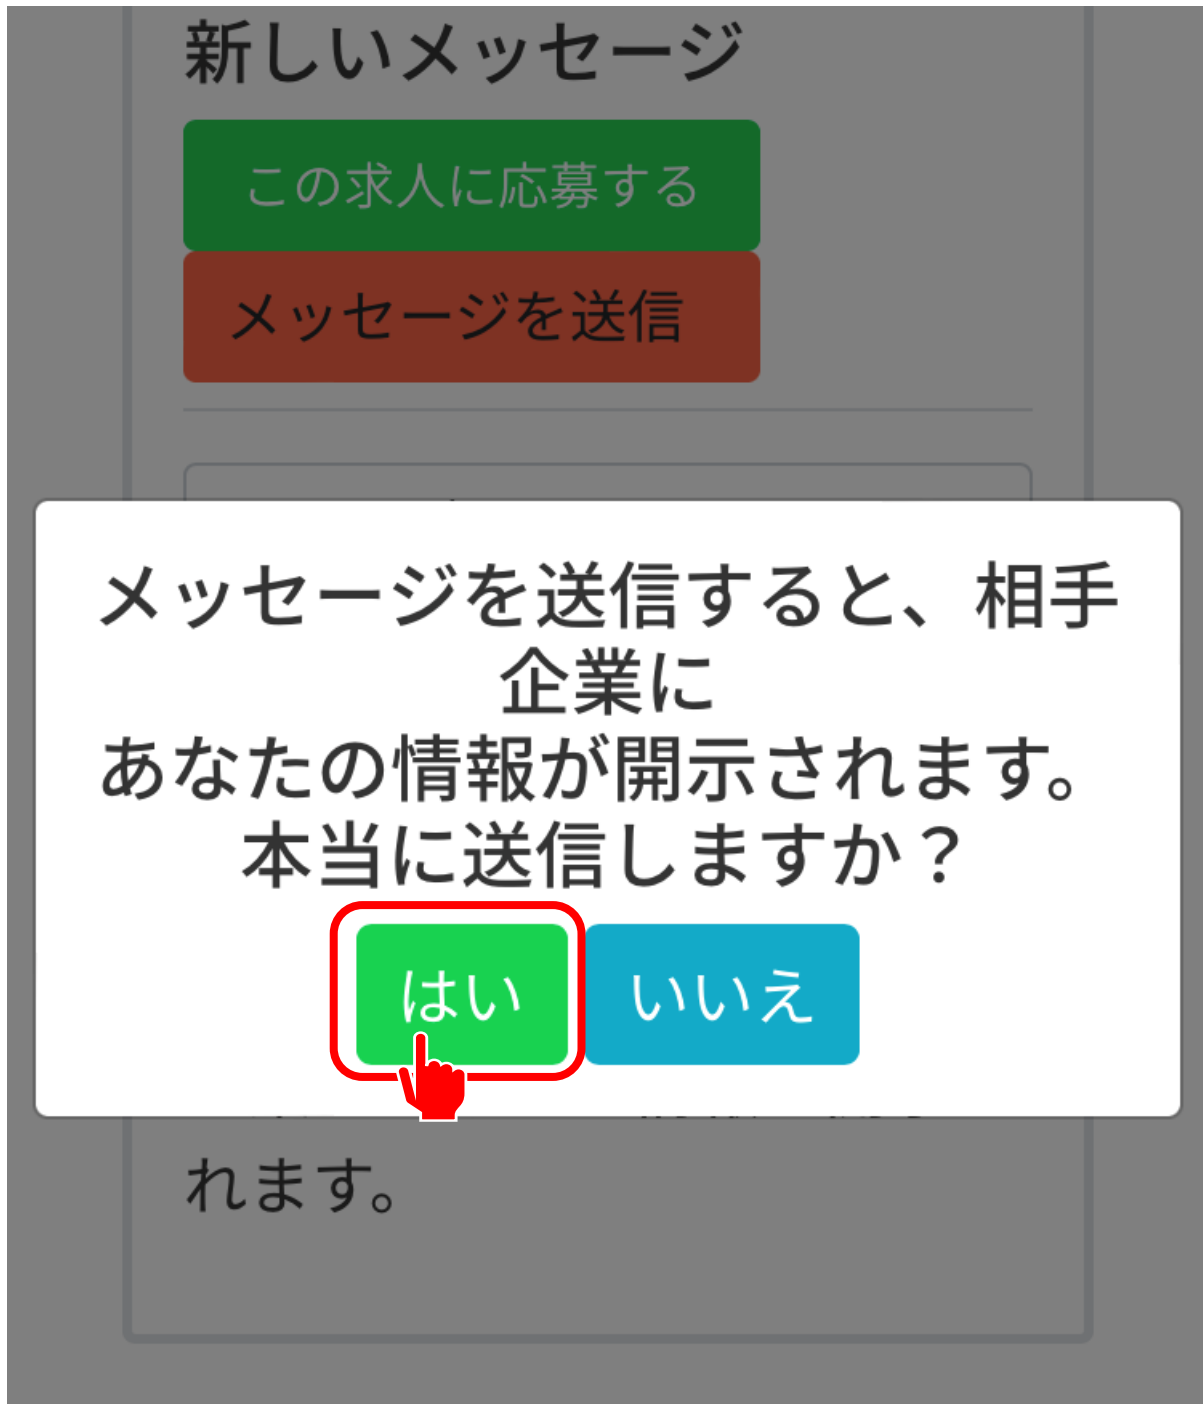 新しいメッセージ
この求人に応募する
メッセージを送信
メッセージを送信すると、相手
企業に
あなたの情報が開示されます。
本当に送信しますか？
はい
いいえ
れます。